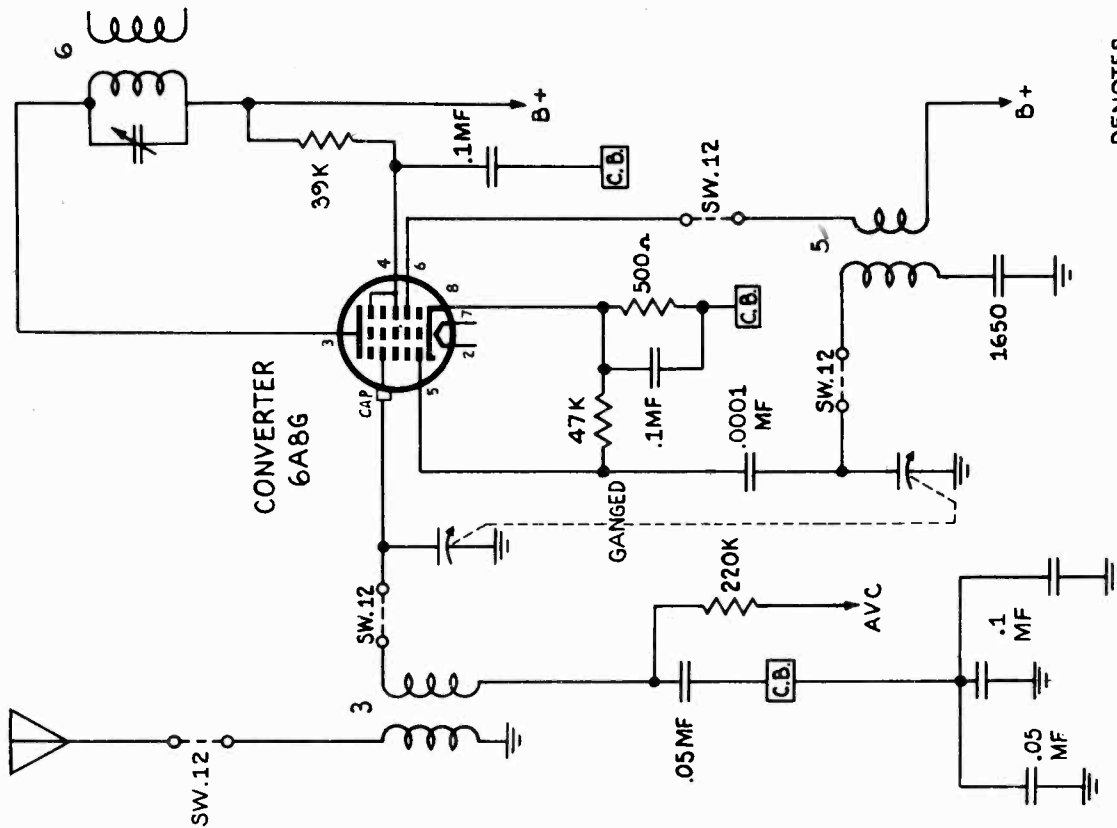 6
B+
39K
.1MF
C.B.
SW.12
CONVERTER
6A8G
3
4
6
8
7
2
5
CAP
500Ω
C.B.
47K
.1MF
5
B+
1650
SW.12
.0001
MF
GANGED
SW.12
3
220K
AVC
.05MF
C.B.
.1
MF
.05
MF
SW.12
DENOTES